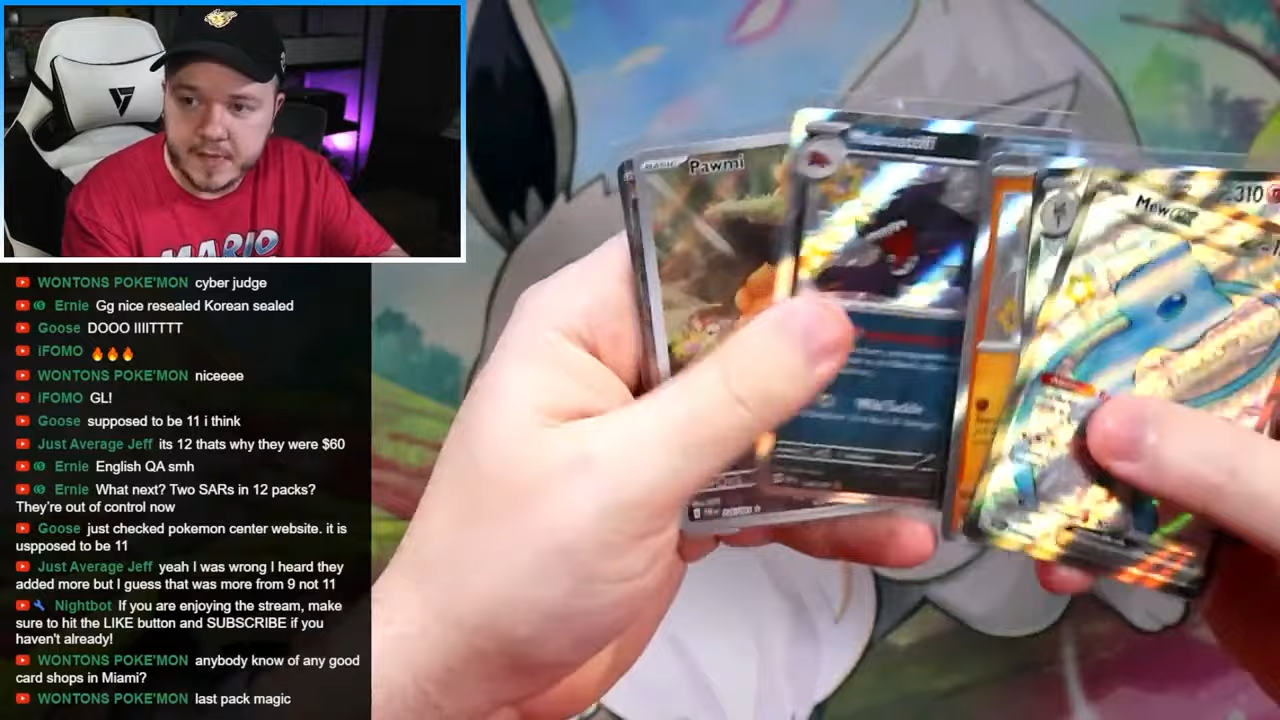 MARIO
WONTONS POKE'MON cyber judge
Ernie Gg nice resealed Korean sealed
Goose DOOO IIIITTTT
iFOMO 🔥🔥🔥
WONTONS POKE'MON niceeee
iFOMO GL!
Goose supposed to be 11 i think
Just Average Jeff its 12 thats why they were $60
Ernie English QA smh
Ernie What next? Two SARs in 12 packs?
They're out of control now
Goose just checked pokemon center website. it is
uspposed to be 11
Just Average Jeff yeah I was wrong I heard they
added more but I guess that was more from 9 not 11
Nightbot If you are enjoying the stream, make
sure to hit the LIKE button and SUBSCRIBE if you
haven't already!
WONTONS POKE'MON anybody know of any good
card shops in Miami?
WONTONS POKE'MON last pack magic
BASIC Pawmi
Mew ex 310